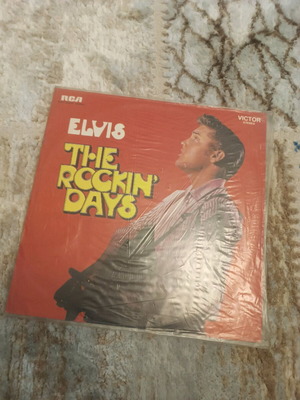 RCA
VICTOR
ELVIS
THE
ROCKIN'
DAYS